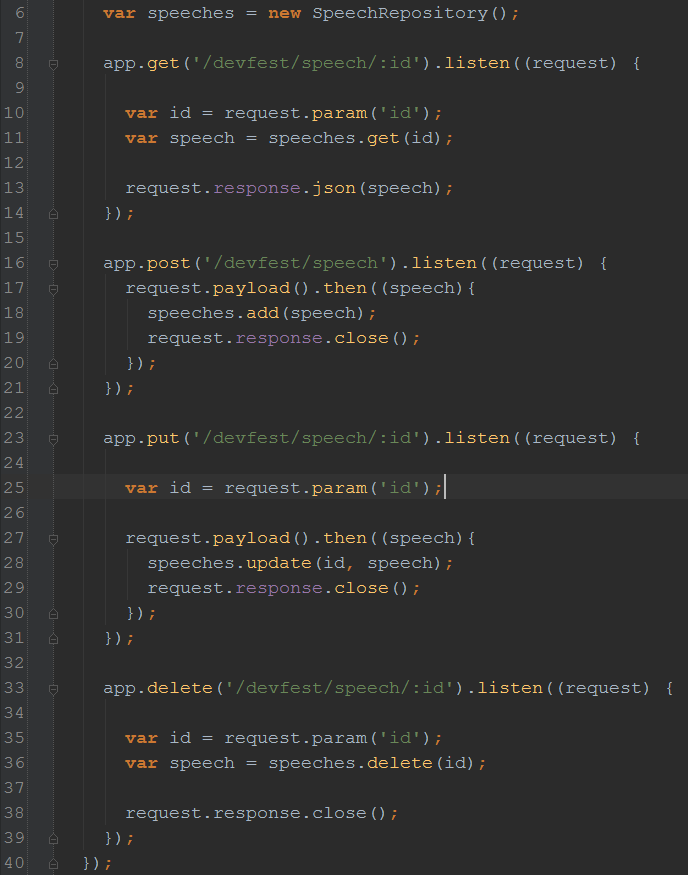 6 var speeches = new SpeechRepository();
7
8 app.get('/devfest/speech/:id').listen((request) {
9
10 var id = request.param('id');
11 var speech = speeches.get(id);
12
13 request.response.json(speech);
14 });
15
16 app.post('/devfest/speech').listen((request) {
17 request.payload().then((speech){
18 speeches.add(speech);
19 request.response.close();
20 });
21 });
22
23 app.put('/devfest/speech/:id').listen((request) {
24
25 var id = request.param('id');
26
27 request.payload().then((speech){
28 speeches.update(id, speech);
29 request.response.close();
30 });
31 });
32
33 app.delete('/devfest/speech/:id').listen((request) {
34
35 var id = request.param('id');
36 var speech = speeches.delete(id);
37
38 request.response.close();
39 });
40 });